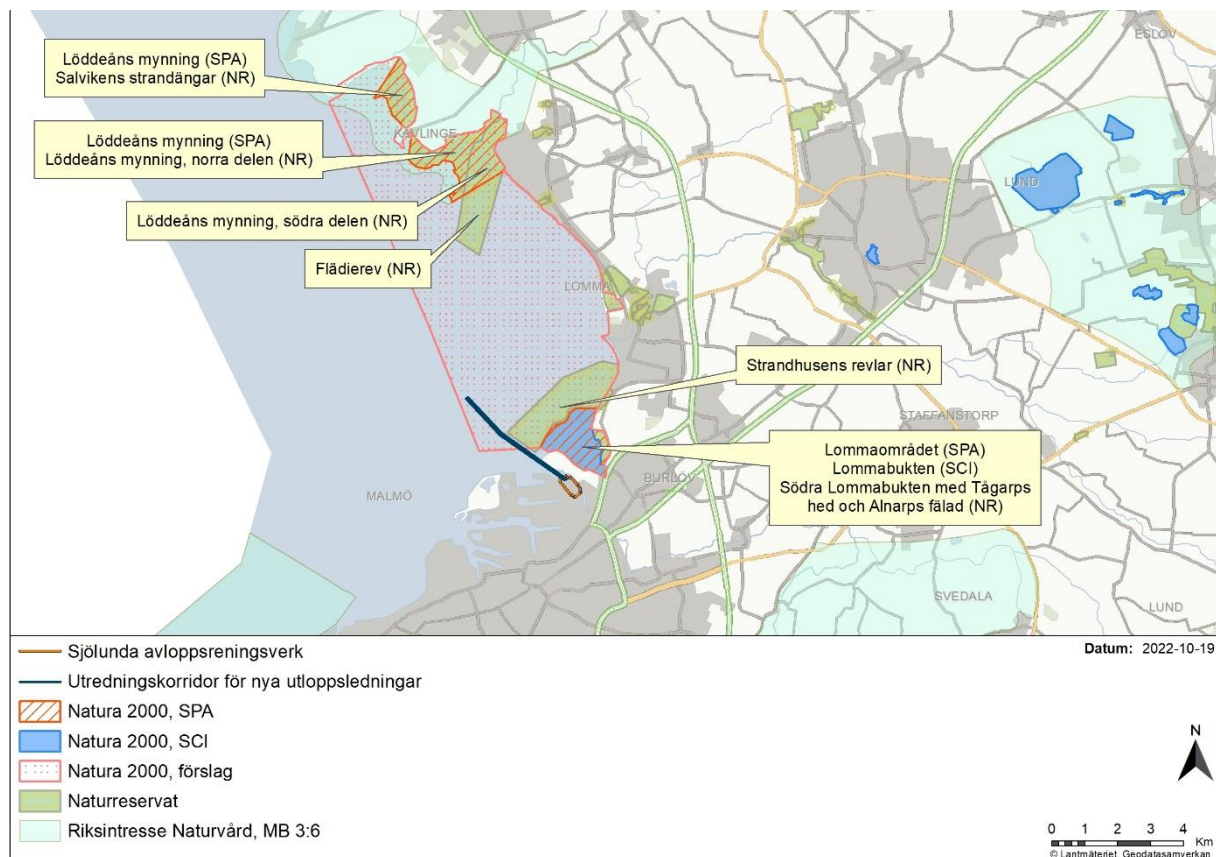 ESLÖV
Löddeåns mynning (SPA)
Salvikens strandängar (NR)
KÄVLINGE
Löddeåns mynning (SPA)
Löddeåns mynning, norra delen (NR)
LUND
Löddeåns mynning, södra delen (NR)
Flädierev (NR)
LOMMA
Strandhusens revlar (NR)
STAFFANSTORP
Lommaområdet (SPA)
Lommabukten (SCI)
Södra Lommabukten med Tågarps
hed och Alnarps fälad (NR)
BURLÖV
MALMÖ
SVEDALA
LUND
Datum: 2022-10-19
Sjölunda avloppsreningsverk
Utredningskorridor för nya utloppsledningar
Natura 2000, SPA
Natura 2000, SCI
Natura 2000, förslag
Naturreservat
Riksintresse Naturvård, MB 3:6
N
0 1 2 3 4
Km
© Lantmäteriet, Geodatasamverkan